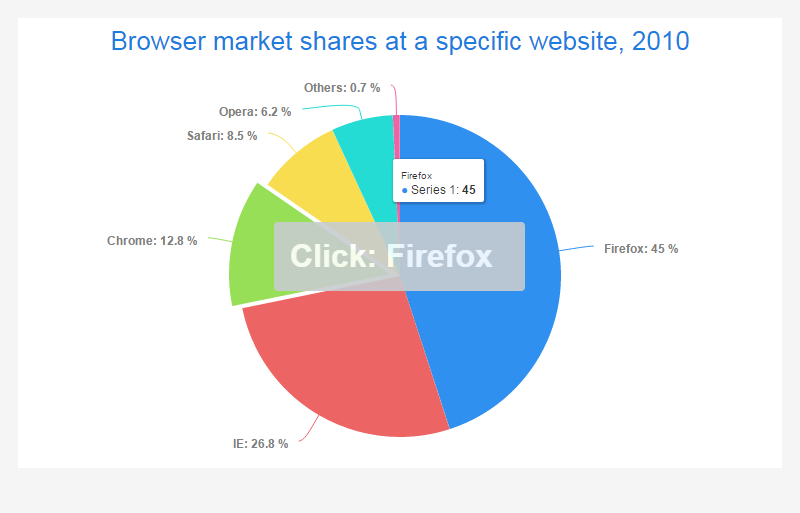 Browser market shares at a specific website, 2010
Others: 0.7 %
Opera: 6.2 %
Safari: 8.5 %
Firefox
● Series 1: 45
Chrome: 12.8 %
Click: Firefox
Firefox: 45 %
IE: 26.8 %